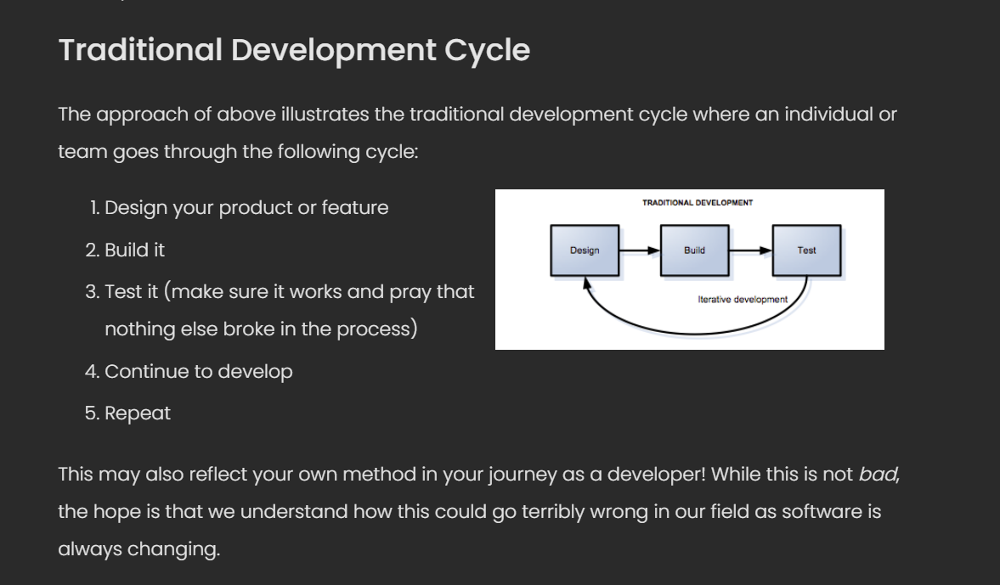 Traditional Development Cycle
The approach of above illustrates the traditional development cycle where an individual or
team goes through the following cycle:
1. Design your product or feature
2. Build it
3. Test it (make sure it works and pray that
nothing else broke in the process)
4. Continue to develop
5. Repeat
TRADITIONAL DEVELOPMENT
Design
Build
Test
Iterative development
This may also reflect your own method in your journey as a developer! While this is not bad,
the hope is that we understand how this could go terribly wrong in our field as software is
always changing.